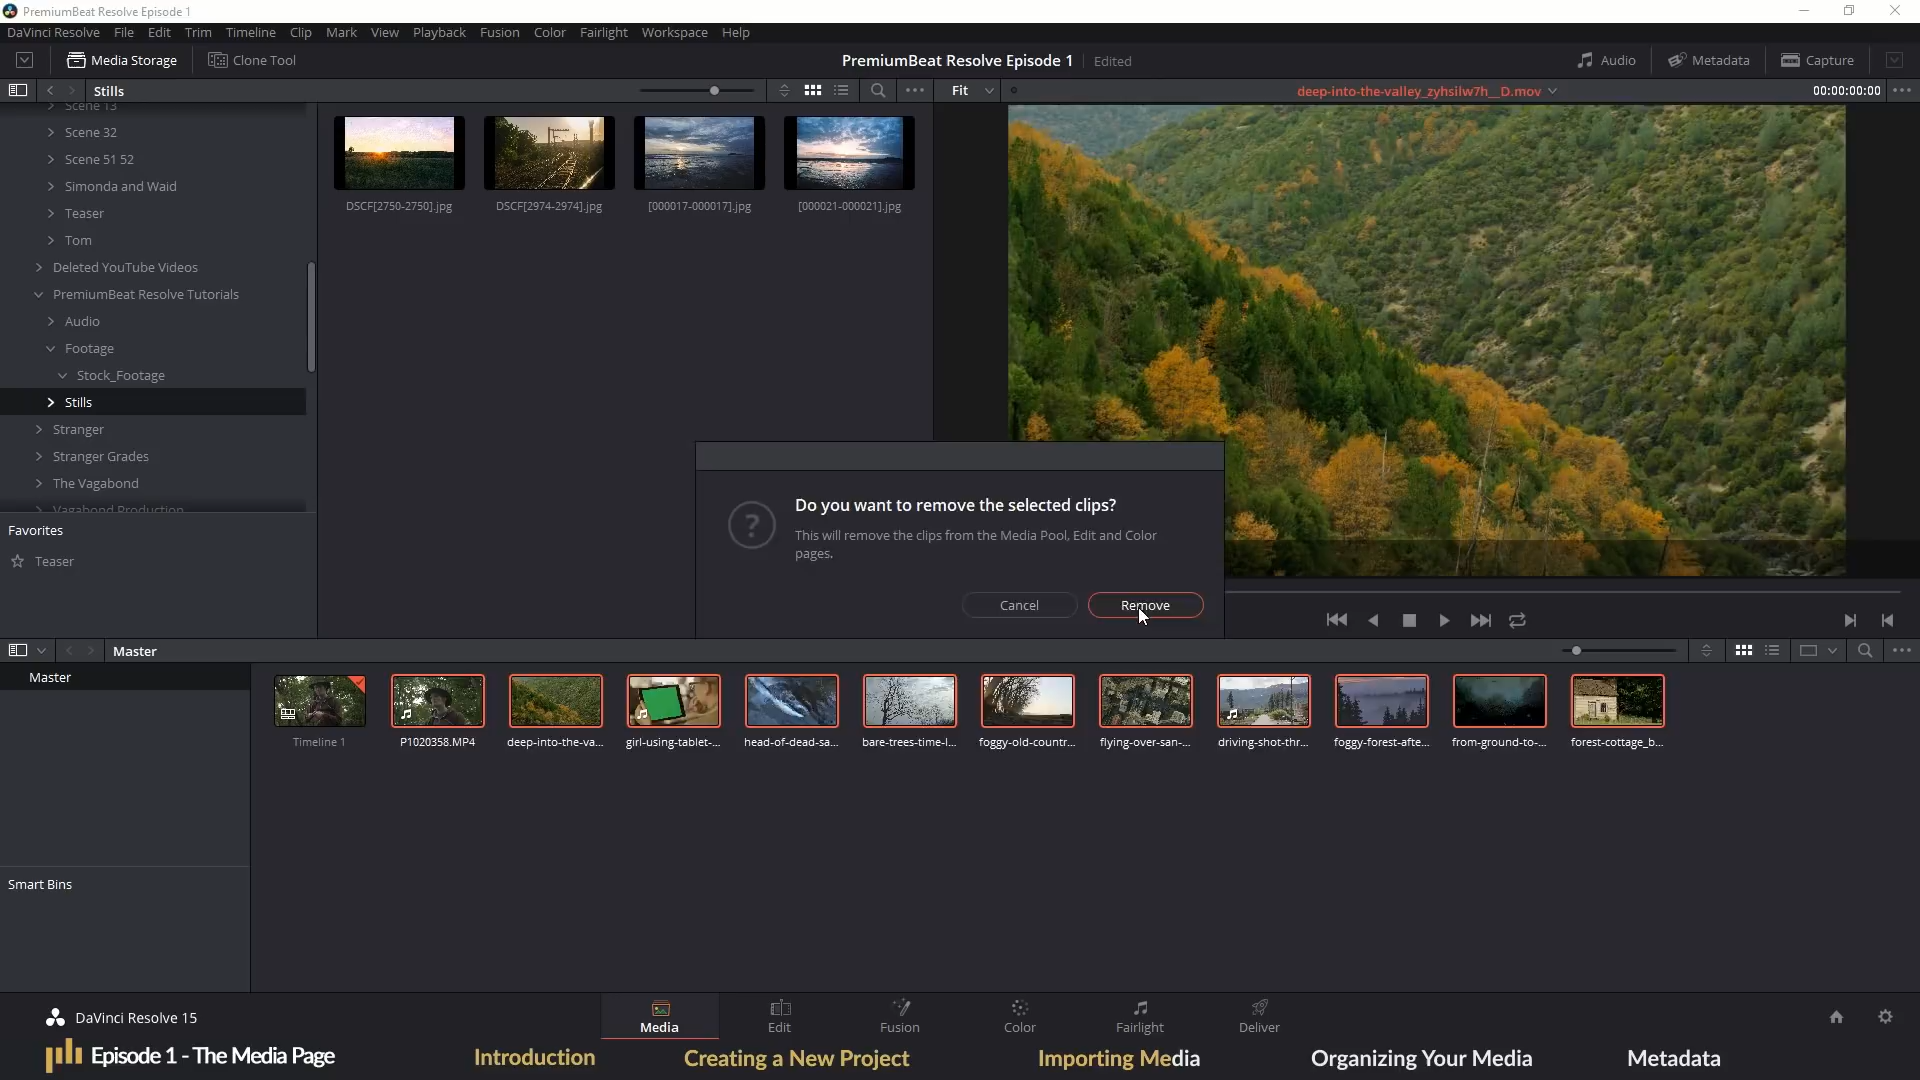 PremiumBeat Resolve Episode 1
DaVinci Resolve File Edit Trim Timeline Clip Mark View Playback Fusion Color Fairlight Workspace Help
Media Storage Clone Tool PremiumBeat Resolve Episode 1 Edited Audio Metadata Capture
Stills Fit deep-into-the-valley_zyhsilw7h__D.mov 00:00:00:00
Scene 13
Scene 32
Scene 51 52
Simonda and Waid
Teaser
Tom
Deleted YouTube Videos
PremiumBeat Resolve Tutorials
Audio
Footage
Stock_Footage
Stills
Stranger
Stranger Grades
The Vagabond
Vagabond Production
Favorites
Teaser
DSCF[2750-2750].jpg DSCF[2974-2974].jpg [000017-000017].jpg [000021-000021].jpg
Do you want to remove the selected clips?
This will remove the clips from the Media Pool, Edit and Color
pages.
Cancel Remove
Master
Master
Smart Bins
Timeline 1 P1020358.MP4 deep-into-the-va... girl-using-tablet-... head-of-dead-sa... bare-trees-time-l... foggy-old-countr... flying-over-san-... driving-shot-thr... foggy-forest-afte... from-ground-to-... forest-cottage_b...
DaVinci Resolve 15
Media Edit Fusion Color Fairlight Deliver
Episode 1 - The Media Page Introduction Creating a New Project Importing Media Organizing Your Media Metadata